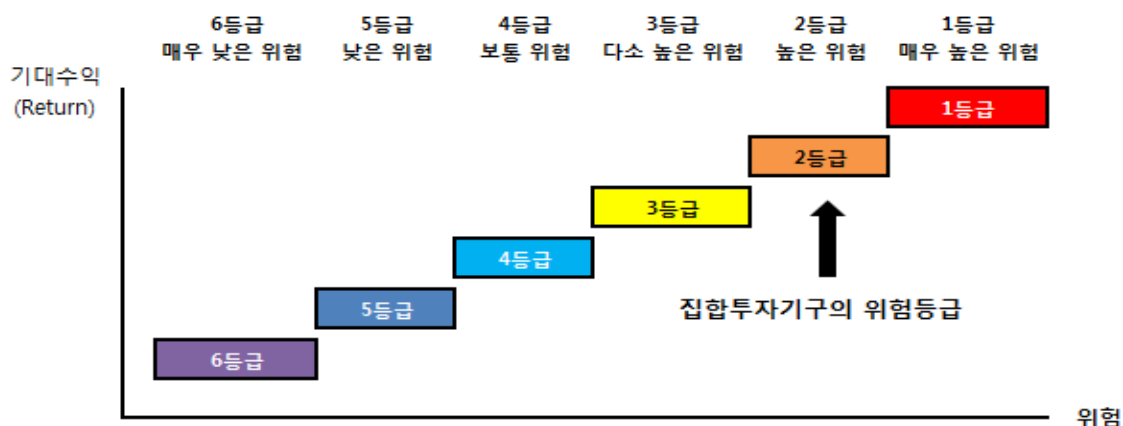 6등급 5등급 4등급 3등급 2등급 1등급
매우 낮은 위험 낮은 위험 보통 위험 다소 높은 위험 높은 위험 매우 높은 위험
기대수익
(Return)
1등급
2등급
3등급
4등급
5등급
집합투자기구의 위험등급
6등급
위험